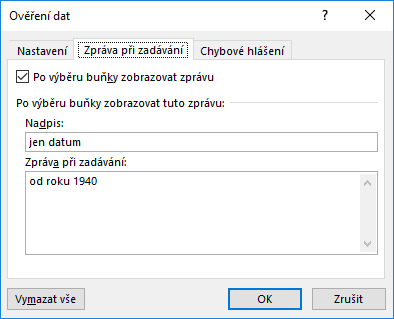 Ověření dat
Nastavení
Zpráva při zadávání
Chybové hlášení
Po výběru buňky zobrazovat zprávu
Po výběru buňky zobrazovat tuto zprávu:
Nadpis:
jen datum
Zpráva při zadávání:
od roku 1940
Vymazat vše
OK
Zrušit